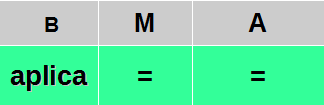 B M A
aplica = =